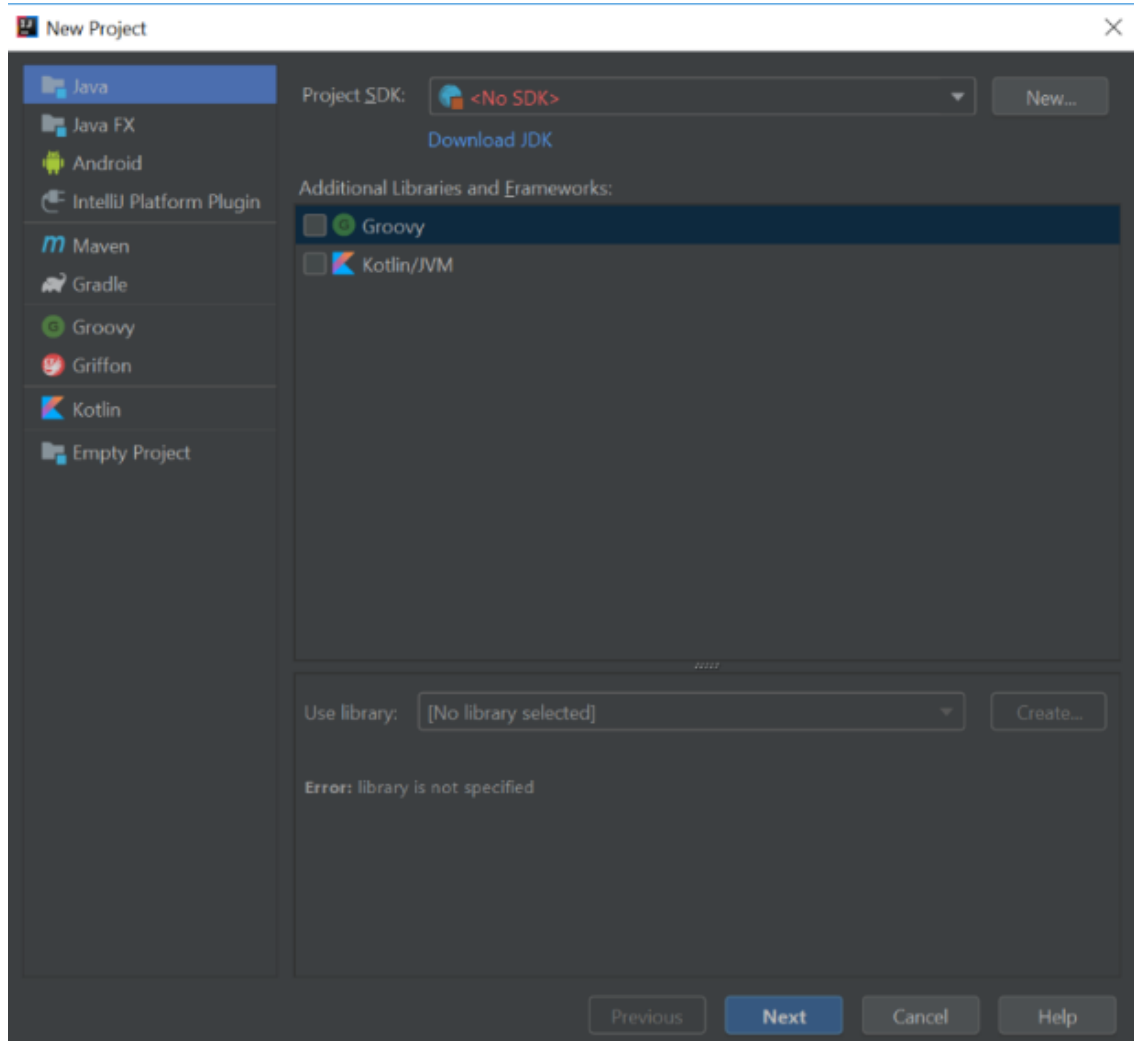 New Project
Java
Java FX
Android
IntelliJ Platform Plugin
Maven
Gradle
Groovy
Griffon
Kotlin
Empty Project
Project SDK: <No SDK> New...
Download JDK
Additional Libraries and Frameworks:
Groovy
Kotlin/JVM
Use library: [No library selected] Create...
Error: library is not specified
Previous Next Cancel Help